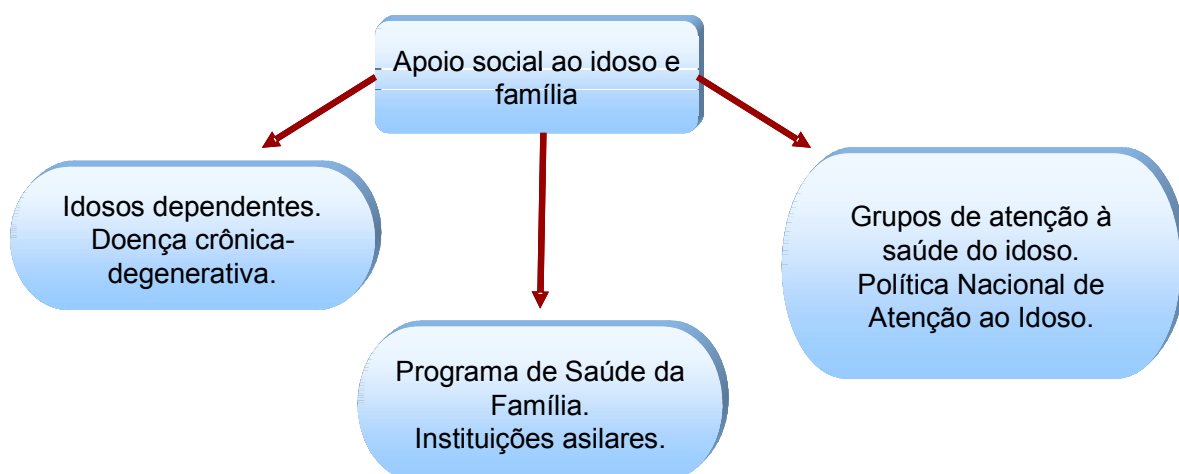 Apoio social ao idoso e
família
Idosos dependentes.
Doença crônica-
degenerativa.
Programa de Saúde da
Família.
Instituições asilares.
Grupos de atenção à
saúde do idoso.
Política Nacional de
Atenção ao Idoso.